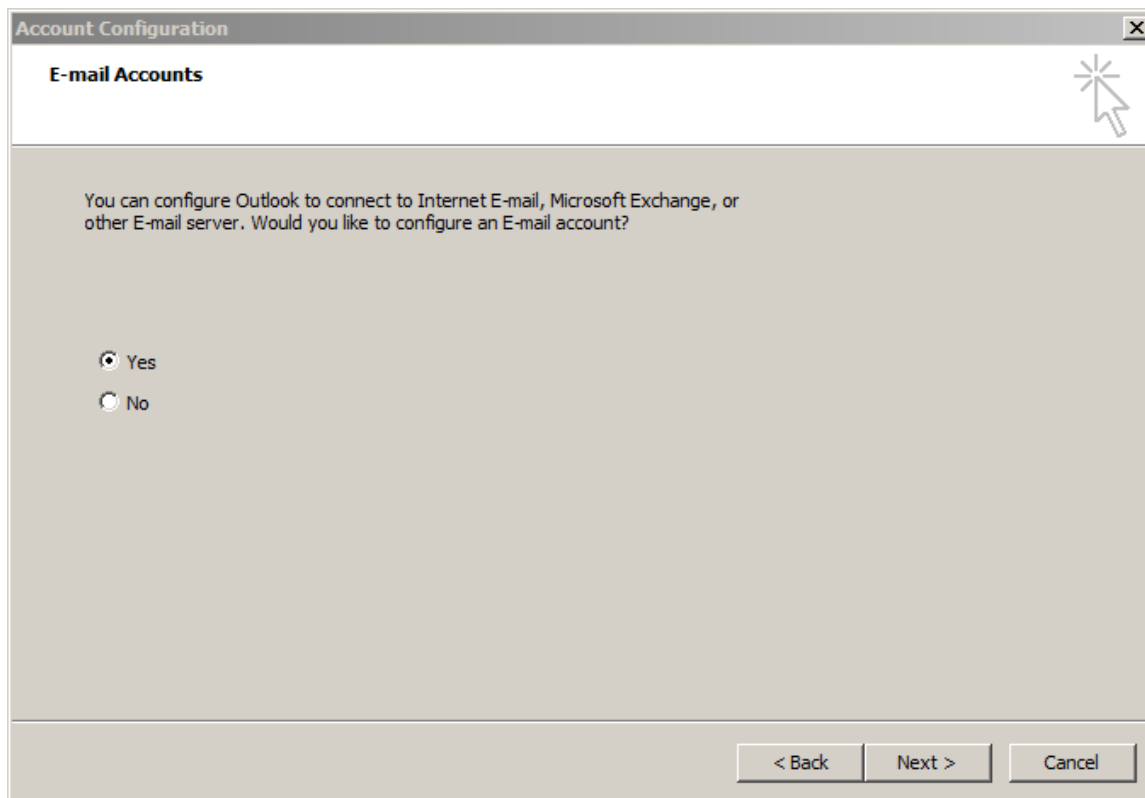 Account Configuration
E-mail Accounts
You can configure Outlook to connect to Internet E-mail, Microsoft Exchange, or
other E-mail server. Would you like to configure an E-mail account?
Yes
No
< Back
Next >
Cancel